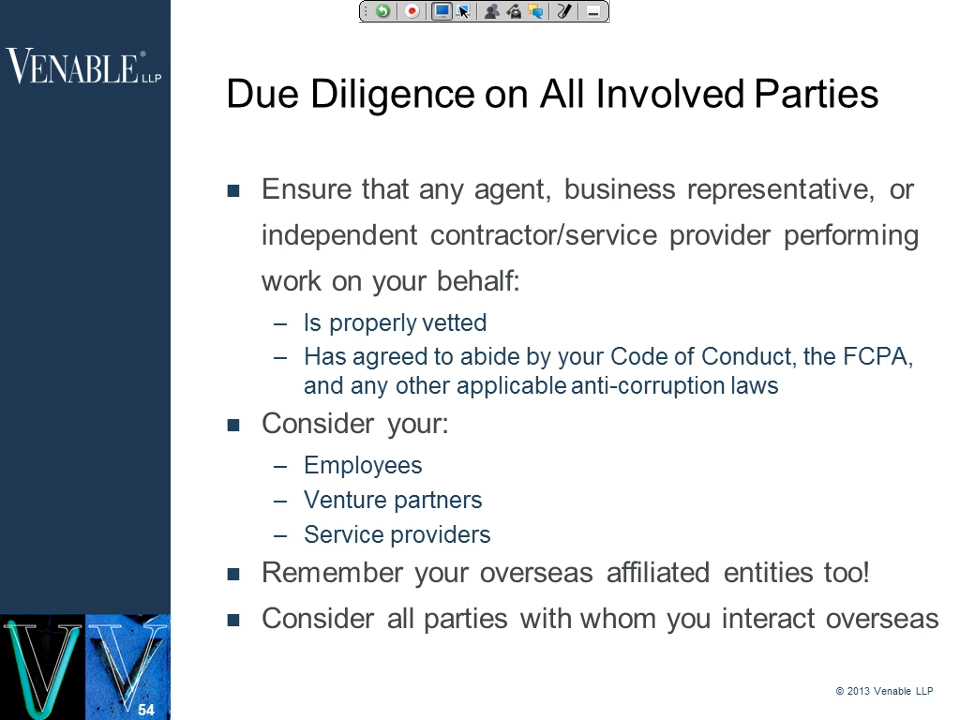 VENABLE® LLP
Due Diligence on All Involved Parties
■ Ensure that any agent, business representative, or
independent contractor/service provider performing
work on your behalf:
– Is properly vetted
– Has agreed to abide by your Code of Conduct, the FCPA,
and any other applicable anti-corruption laws
■ Consider your:
– Employees
– Venture partners
– Service providers
■ Remember your overseas affiliated entities too!
■ Consider all parties with whom you interact overseas
V V
54
© 2013 Venable LLP